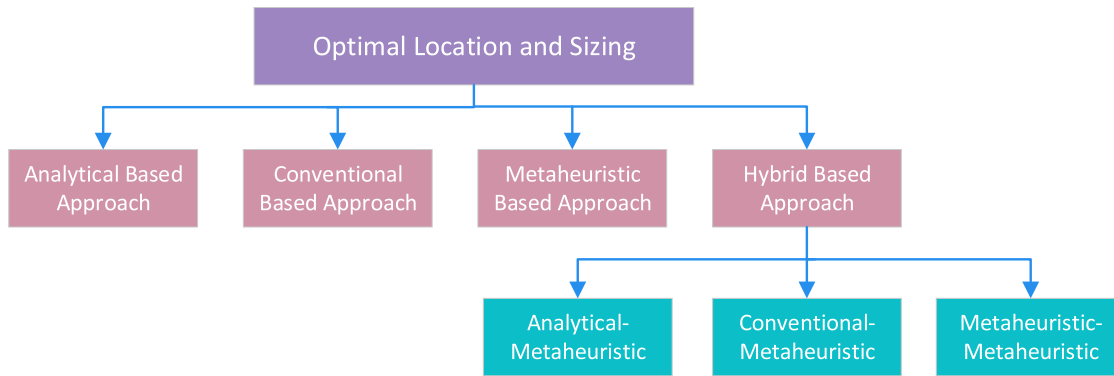 Optimal Location and Sizing
Analytical Based
Approach
Conventional
Based Approach
Metaheuristic
Based Approach
Hybrid Based
Approach
Analytical-
Metaheuristic
Conventional-
Metaheuristic
Metaheuristic-
Metaheuristic